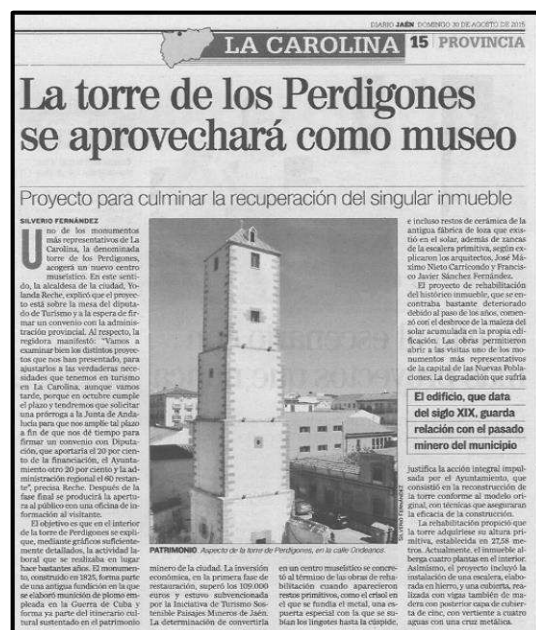 DIARIO JAÉN DOMINGO 30 DE AGOSTO DE 2015
LA CAROLINA 15 PROVINCIA
La torre de los Perdigones
se aprovechará como museo
Proyecto para culminar la recuperación del singular inmueble
SILVERIO FERNÁNDEZ
Uno de los monumentos
más representativos de La
Carolina, la denominada
torre de los Perdigones,
acogerá un nuevo centro
museístico. En este senti-
do, la alcaldesa de la ciudad, Yo-
landa Reche, explicó que el proyec-
to está sobre la mesa del diputa-
do de Turismo y a la espera de fir-
mar un convenio con la adminis-
tración provincial. Al respecto, la
regidora manifestó: "Vamos a
examinar bien los distintos proyec-
tos que nos han presentado, para
ajustarlos a las verdaderas nece-
sidades que tenemos en turismo
en La Carolina, aunque vamos
tarde, porque en octubre cumple
el plazo y tendremos que solicitar
una prórroga a la Junta de Anda-
lucía para que nos amplíe tal plazo
a fin de que nos dé tiempo para
firmar un convenio con Diputa-
ción, que aportaría el 20 por cien-
to de la financiación, el Ayunta-
miento otro 20 por ciento y la ad-
ministración regional el 60 restan-
te", precisa Reche. Después de la
fase final se producirá la apertu-
ra al público con una oficina de in-
formación al visitante.
El objetivo es que en el interior
de la torre de Perdigones se expli-
que, mediante gráficos suficiente-
mente detallados, la actividad la-
boral que se realizaba en lugar
hace bastantes años. El monumen-
to, construido en 1825, forma parte
de una antigua fundición en la que
se elaboró munición de plomo em-
pleada en la Guerra de Cuba y
forma ya parte del itinerario cul-
tural sustentado en el patrimonio
PATRIMONIO Aspecto de la torre de Perdigones, en la calle Ondeanos.
SILVERIO FERNÁNDEZ
minero de la ciudad. La inversión
económica, en la primera fase de
restauración, superó los 109.000
euros y estuvo subvencionada
por la Iniciativa de Turismo Sos-
tenible Paisajes Mineros de Jaén.
La determinación de convertirla
en un centro museístico se concre-
tó al término de las obras de reha-
bilitación cuando aparecieron
restos primitivos, como el crisol en
el que se fundía el metal, una es-
puerta especial con la que se su-
bían los lingotes hasta la cúspide,
e incluso restos de cerámica de la
antigua fábrica de loza que exis-
tió en el solar, además de zancas
de la escalera primitiva, según ex-
plicaron los arquitectos, José Má-
ximo Nieto Carricondo y Francis-
co Javier Sánchez Fernández.
El proyecto de rehabilitación
del histórico inmueble, que se en-
contraba bastante deteriorado
debido al paso de los años, comen-
zó con el desbroce de la maleza del
solar acumulada en la propia edi-
ficación. Las obras permitieron
abrir a las visitas uno de los mo-
numentos más representativos
de la capital de las Nuevas Pobla-
ciones. La degradación que sufría
El edificio, que data
del siglo XIX, guarda
relación con el pasado
minero del municipio
justifica la acción integral impul-
sada por el Ayuntamiento, que
consistió en la reconstrucción de
la torre conforme al modelo origi-
nal, con técnicas que aseguraran
la eficacia de la construcción.
La rehabilitación propició que
la torre adquiriese su altura pri-
mitiva, establecida en 27,58 me-
tros. Actualmente, el inmueble al-
berga cuatro plantas en el interior.
Asimismo, el proyecto incluyó la
instalación de una escalera, elabo-
rada en hierro, y una cubierta, rea-
lizada con vigas también de made-
ra con posterior capa de cubier-
ta de cinc, con vertiente a cuatro
aguas con una cruz metálica.